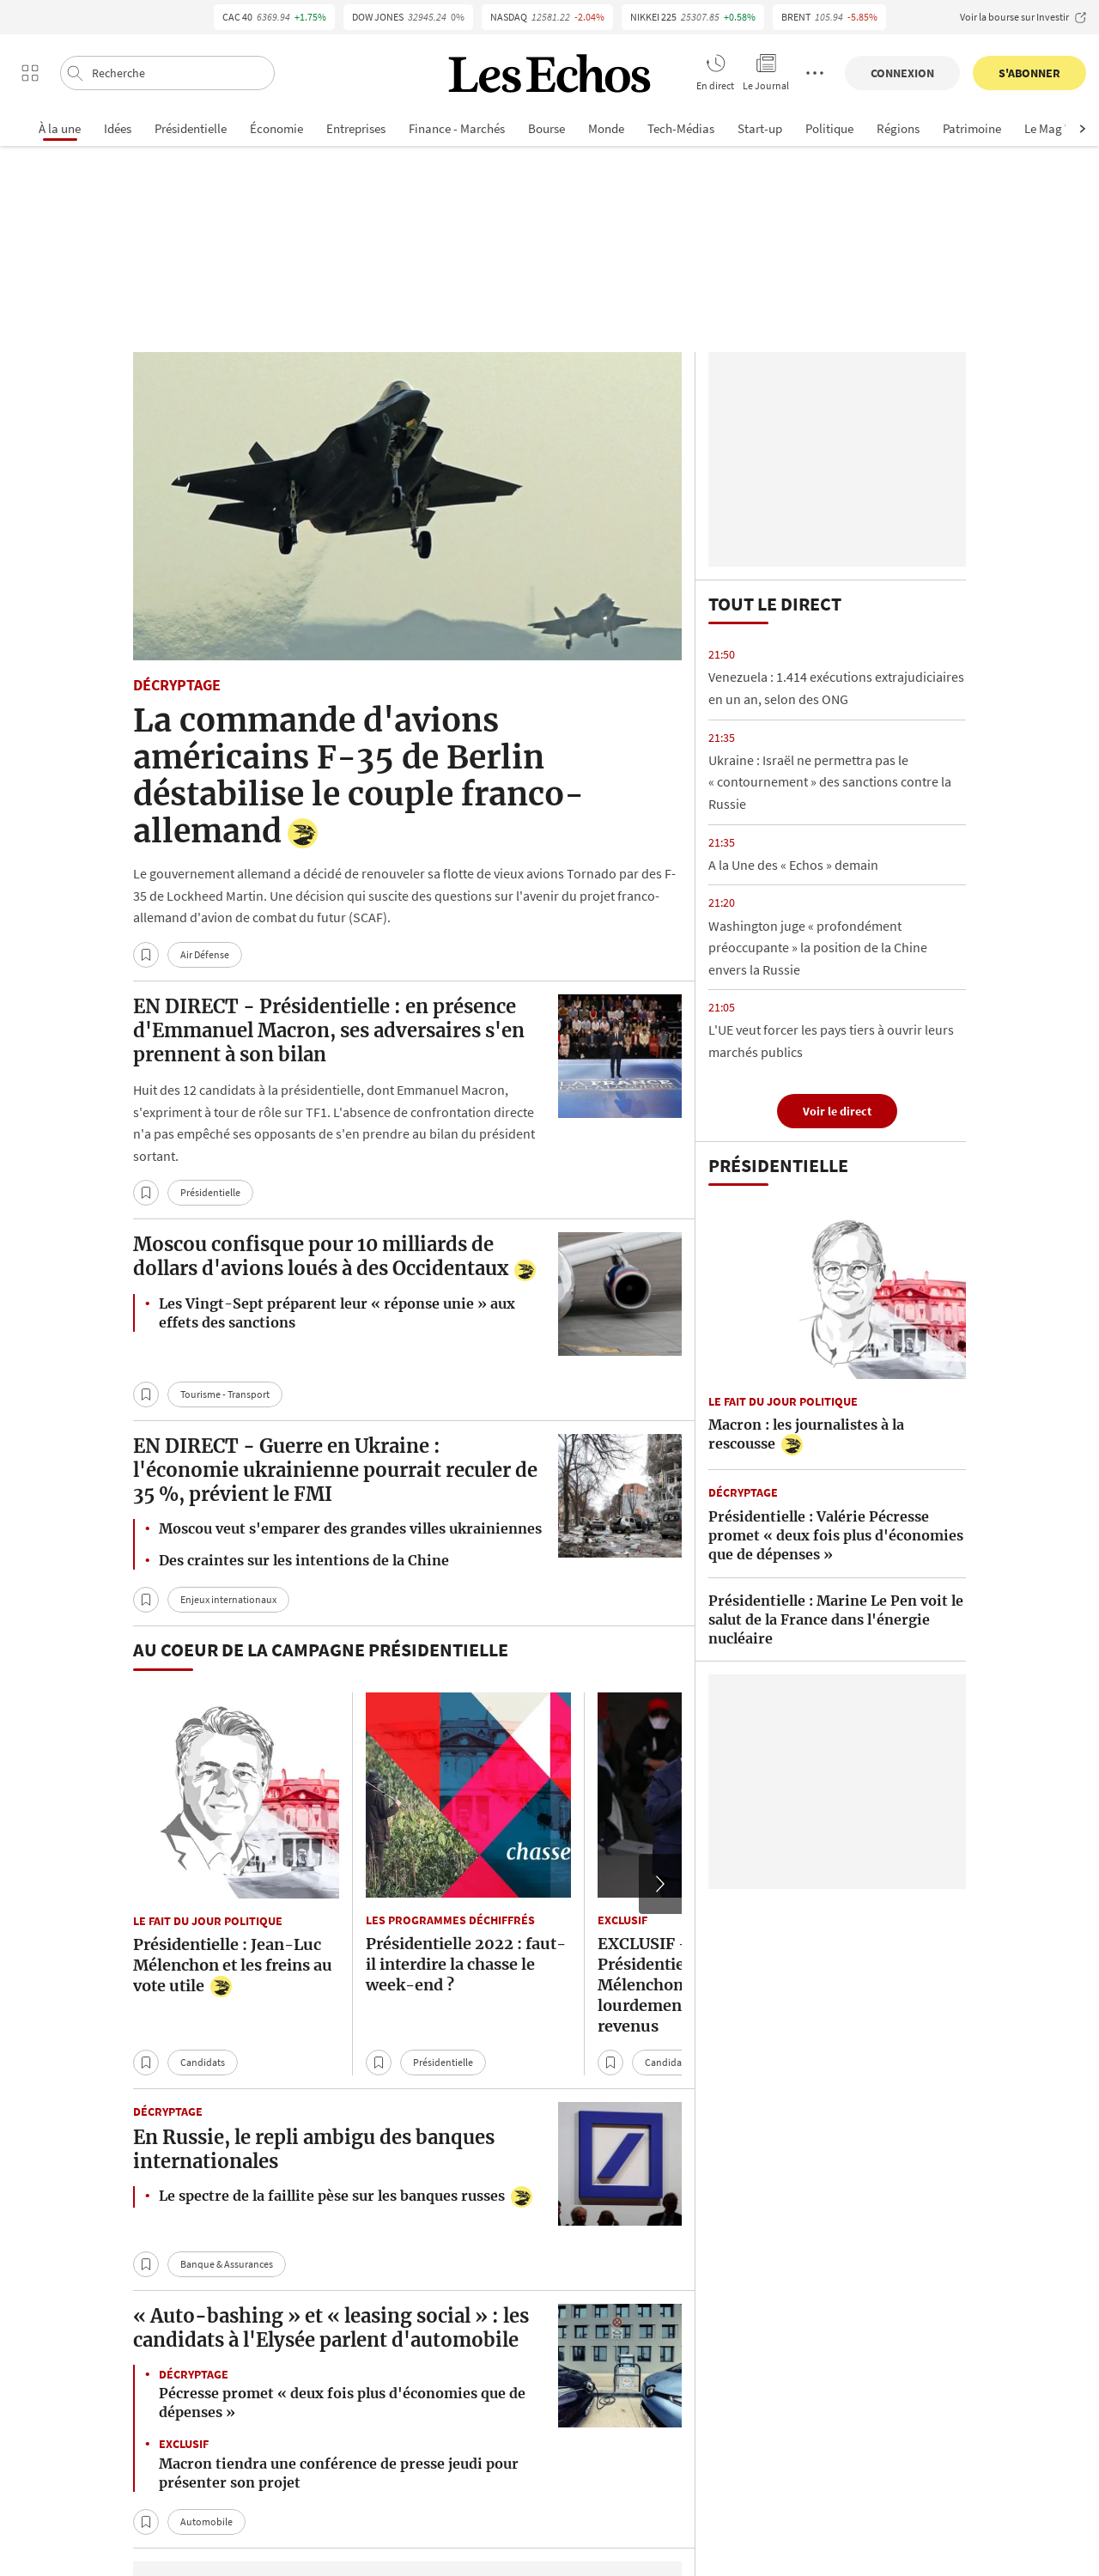 CAC 40 6369.94 +1.75% DOW JONES 32945.24 0% NASDAQ 12581.22 -2.04% NIKKEI 225 25307.85 +0.58% BRENT 105.94 -5.85% Voir la bourse sur Investir
Recherche
Les Echos
En direct Le Journal
CONNEXION S'ABONNER
À la une Idées Présidentielle Économie Entreprises Finance - Marchés Bourse Monde Tech-Médias Start-up Politique Régions Patrimoine Le Mag
DÉCRYPTAGE
La commande d'avions
américains F-35 de Berlin
déstabilise le couple franco-
allemand
Le gouvernement allemand a décidé de renouveler sa flotte de vieux avions Tornado par des F-
35 de Lockheed Martin. Une décision qui suscite des questions sur l'avenir du projet franco-
allemand d'avion de combat du futur (SCAF).
Air Défense
EN DIRECT - Présidentielle : en présence
d'Emmanuel Macron, ses adversaires s'en
prennent à son bilan
Huit des 12 candidats à la présidentielle, dont Emmanuel Macron,
s'expriment à tour de rôle sur TF1. L'absence de confrontation directe
n'a pas empêché ses opposants de s'en prendre au bilan du président
sortant.
LA FRANCE
Présidentielle
Moscou confisque pour 10 milliards de
dollars d'avions loués à des Occidentaux
• Les Vingt-Sept préparent leur « réponse unie » aux
effets des sanctions
Tourisme - Transport
EN DIRECT - Guerre en Ukraine :
l'économie ukrainienne pourrait reculer de
35 %, prévient le FMI
• Moscou veut s'emparer des grandes villes ukrainiennes
• Des craintes sur les intentions de la Chine
Enjeux internationaux
AU COEUR DE LA CAMPAGNE PRÉSIDENTIELLE
LE FAIT DU JOUR POLITIQUE
Présidentielle : Jean-Luc
Mélenchon et les freins au
vote utile
Candidats
chasse
LES PROGRAMMES DÉCHIFFRÉS
Présidentielle 2022 : faut-
il interdire la chasse le
week-end ?
Présidentielle
EXCLUSIF
EXCLUSIF -
Présidentie
Mélenchon
lourdemen
revenus
Candida
DÉCRYPTAGE
En Russie, le repli ambigu des banques
internationales
• Le spectre de la faillite pèse sur les banques russes
Banque & Assurances
« Auto-bashing » et « leasing social » : les
candidats à l'Elysée parlent d'automobile
• DÉCRYPTAGE
Pécresse promet « deux fois plus d'économies que de
dépenses »
• EXCLUSIF
Macron tiendra une conférence de presse jeudi pour
présenter son projet
Automobile
TOUT LE DIRECT
21:50
Venezuela : 1.414 exécutions extrajudiciaires
en un an, selon des ONG
21:35
Ukraine : Israël ne permettra pas le
« contournement » des sanctions contre la
Russie
21:35
A la Une des « Echos » demain
21:20
Washington juge « profondément
préoccupante » la position de la Chine
envers la Russie
21:05
L'UE veut forcer les pays tiers à ouvrir leurs
marchés publics
Voir le direct
PRÉSIDENTIELLE
LE FAIT DU JOUR POLITIQUE
Macron : les journalistes à la
rescousse
DÉCRYPTAGE
Présidentielle : Valérie Pécresse
promet « deux fois plus d'économies
que de dépenses »
Présidentielle : Marine Le Pen voit le
salut de la France dans l'énergie
nucléaire